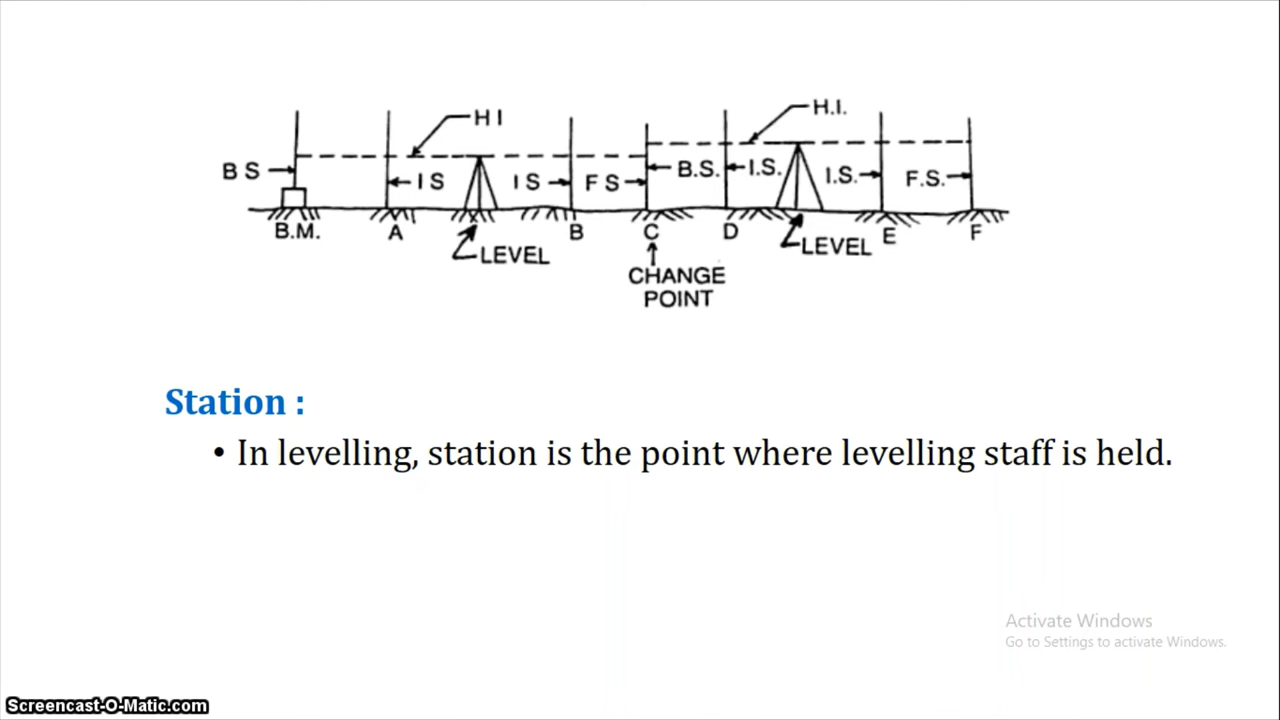 H I
H.I.
B S
I S
I S
F S
B.S.
I.S.
I.S.
F.S.
B.M.
A
B
C
D
E
F
LEVEL
LEVEL
CHANGE
POINT
Station :
• In levelling, station is the point where levelling staff is held.
Activate Windows
Go to Settings to activate Windows.
Screencast-O-Matic.com